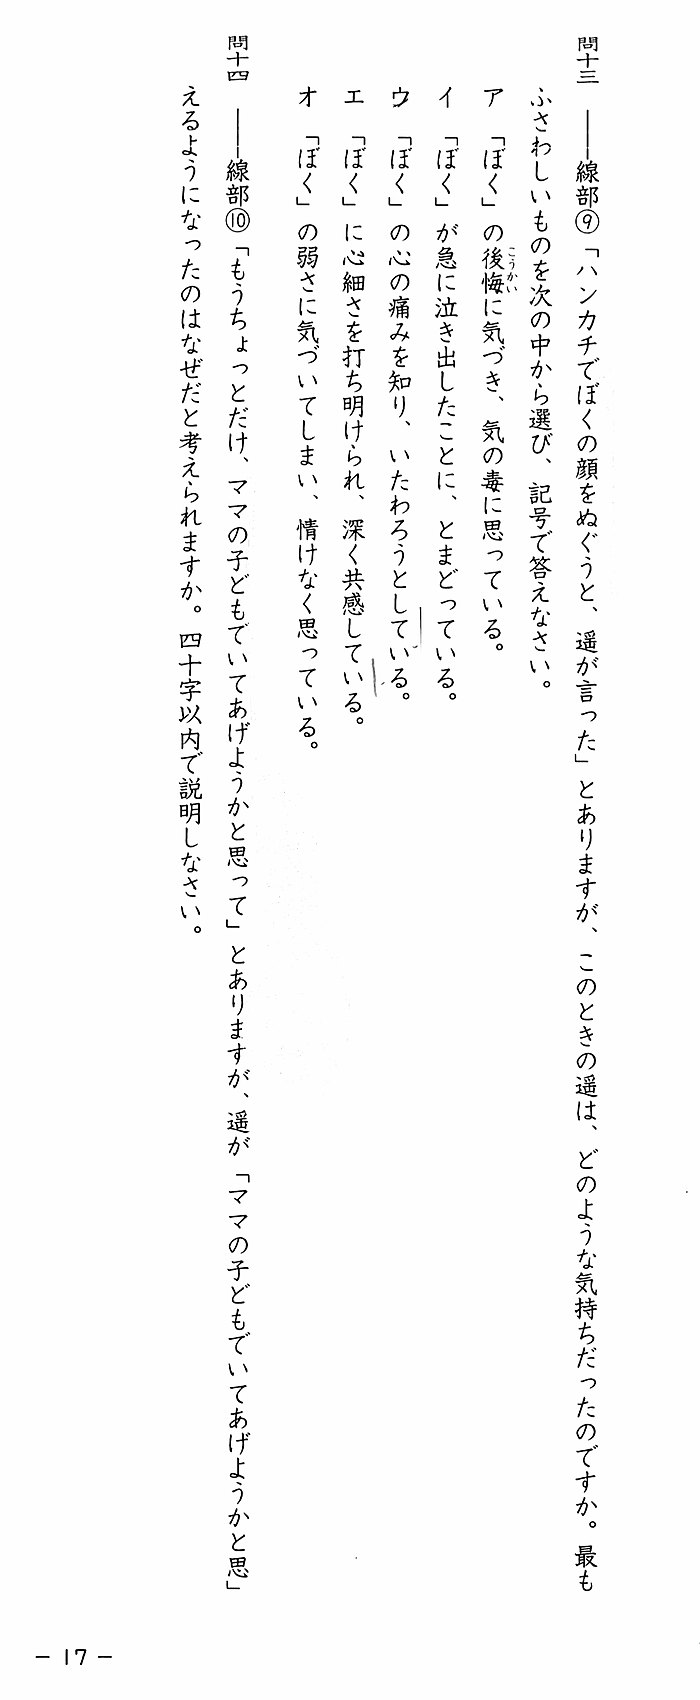 問十三　――線部⑨「ハンカチでぼくの顔をぬぐうと、遥が言った」とありますが、このときの遥は、どのような気持ちだったのですか。最も
ふさわしいものを次の中から選び、記号で答えなさい。
ア　「ぼく」の後悔に気づき、気の毒に思っている。
こうかい
イ　「ぼく」が急に泣き出したことに、とまどっている。
ウ　「ぼく」の心の痛みを知り、いたわろうとしている。
エ　「ぼく」に心細さを打ち明けられ、深く共感している。
オ　「ぼく」の弱さに気づいてしまい、情けなく思っている。
問十四　――線部⑩「もうちょっとだけ、ママの子どもでいてあげようかと思って」とありますが、遥が「ママの子どもでいてあげようかと思」
えるようになったのはなぜだと考えられますか。四十字以内で説明しなさい。
– 17 –